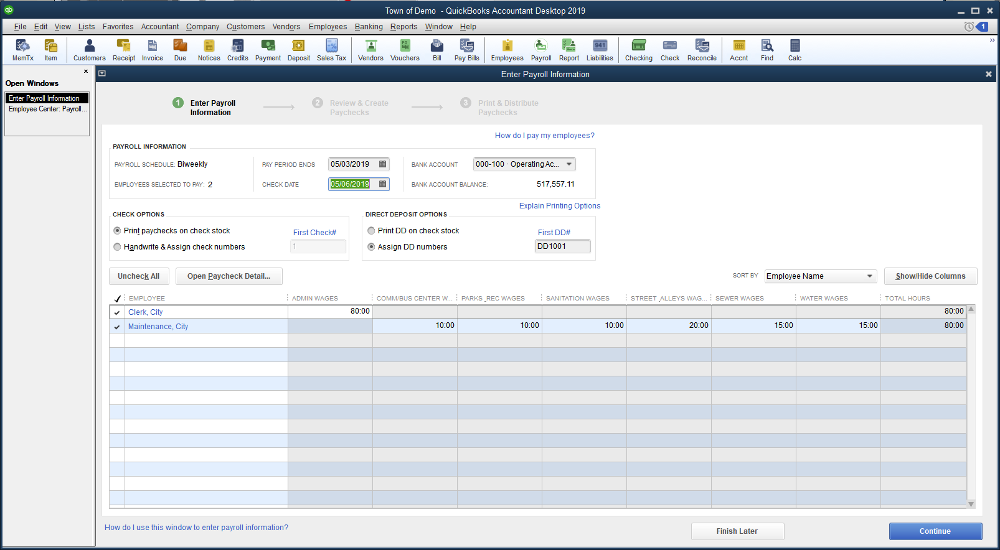 qb
Town of Demo - QuickBooks Accountant Desktop 2019
File Edit View Lists Favorites Accountant Company Customers Vendors Employees Banking Reports Window Help
1
MemTx Item Customers Receipt Invoice Due Notices Credits Payment Deposit Sales Tax Vendors Vouchers Bill Pay Bills Employees Payroll Report Liabilities Checking Check Reconcile Accnt Find Calc
PO
941
Open Windows
Enter Payroll Information
Employee Center: Payroll...
Enter Payroll Information
1 Enter Payroll
Information
2 Review & Create
Paychecks
3 Print & Distribute
Paychecks
How do I pay my employees?
PAYROLL INFORMATION
PAYROLL SCHEDULE: Biweekly PAY PERIOD ENDS 05/03/2019 BANK ACCOUNT 000-100 · Operating Ac...
EMPLOYEES SELECTED TO PAY: 2 CHECK DATE 05/06/2019 BANK ACCOUNT BALANCE: 517,557.11
Explain Printing Options
CHECK OPTIONS
Print paychecks on check stock First Check#
Handwrite & Assign check numbers 1
DIRECT DEPOSIT OPTIONS
Print DD on check stock First DD#
Assign DD numbers DD1001
Uncheck All Open Paycheck Detail... SORT BY Employee Name Show/Hide Columns
EMPLOYEE ADMIN WAGES COMM/BUS CENTER W... PARKS_REC WAGES SANITATION WAGES STREET_ALLEYS WAG... SEWER WAGES WATER WAGES TOTAL HOURS
Clerk, City 80:00 80:00
Maintenance, City 10:00 10:00 10:00 20:00 15:00 15:00 80:00
How do I use this window to enter payroll information?
Finish Later Continue